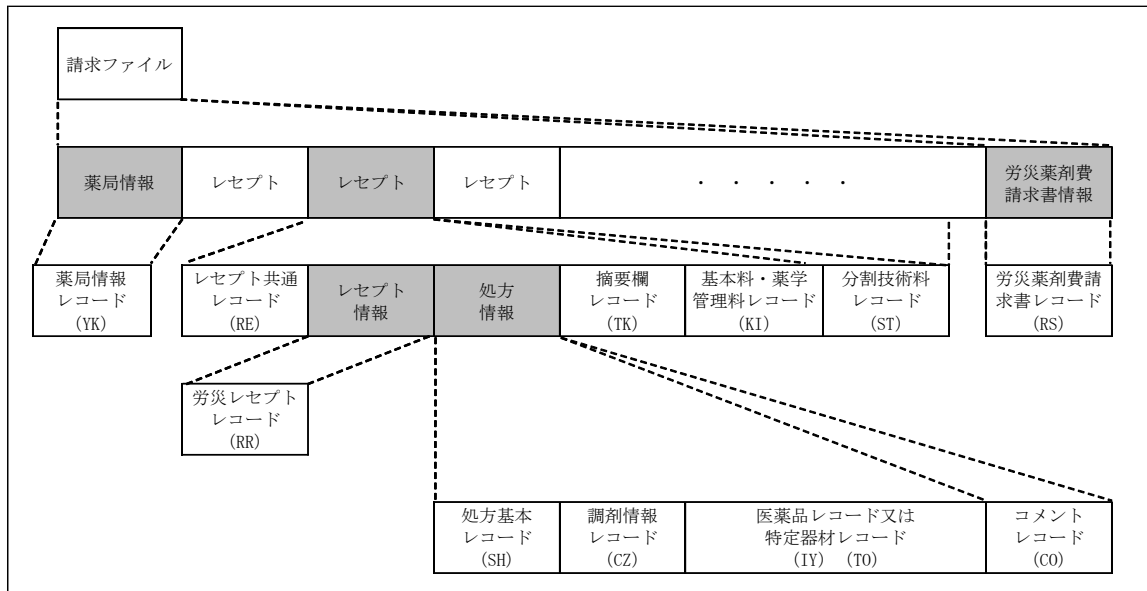 請求ファイル
薬局情報
レセプト
レセプト
レセプト
・ ・ ・ ・ ・
労災薬剤費
請求書情報
薬局情報
レコード
(YK)
レセプト共通
レコード
(RE)
レセプト
情報
処方
情報
摘要欄
レコード
(TK)
基本料・薬学
管理料レコード
(KI)
分割技術料
レコード
(ST)
労災薬剤費請
求書レコード
(RS)
労災レセプト
レコード
(RR)
処方基本
レコード
(SH)
調剤情報
レコード
(CZ)
医薬品レコード又は
特定器材レコード
(IY) (TO)
コメント
レコード
(CO)